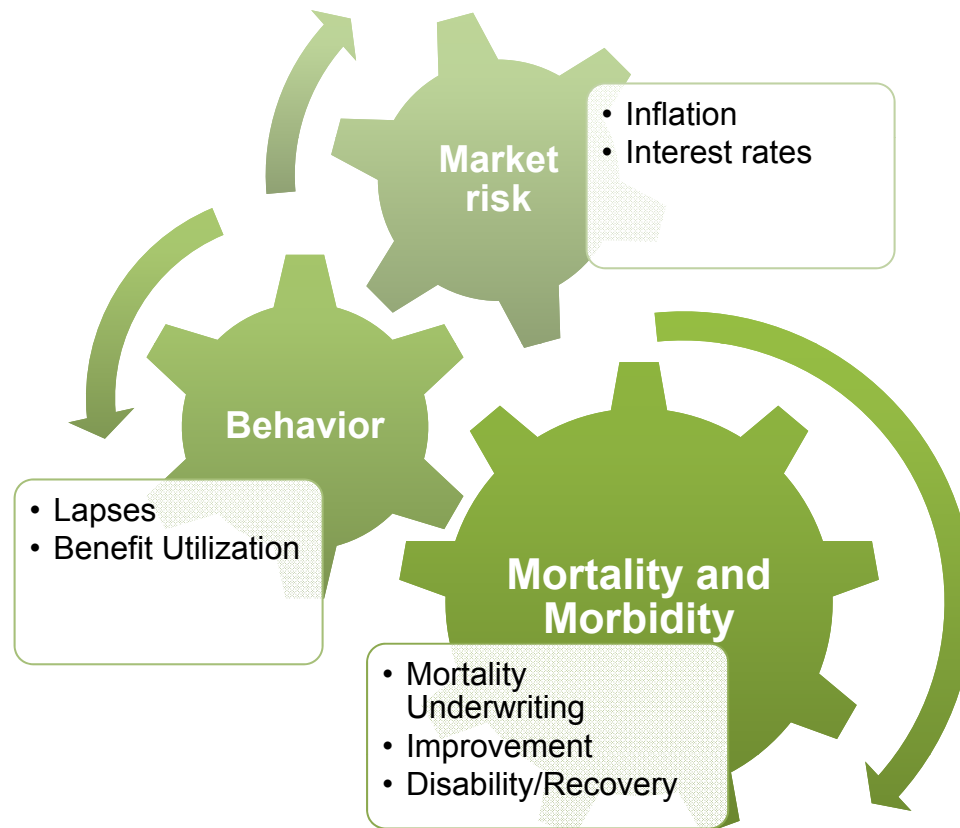 Market
risk
• Inflation
• Interest rates
Behavior
• Lapses
• Benefit Utilization
Mortality and
Morbidity
• Mortality
Underwriting
• Improvement
• Disability/Recovery